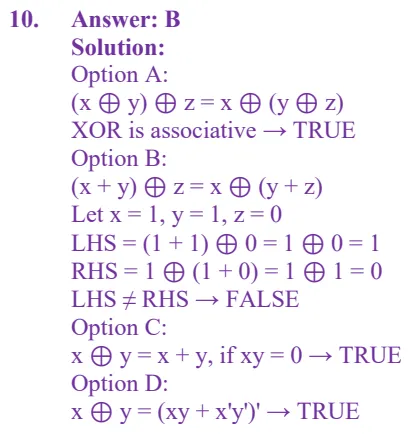 10. Answer: B
Solution:
Option A:
(x ⊕ y) ⊕ z = x ⊕ (y ⊕ z)
XOR is associative → TRUE
Option B:
(x + y) ⊕ z = x ⊕ (y + z)
Let x = 1, y = 1, z = 0
LHS = (1 + 1) ⊕ 0 = 1 ⊕ 0 = 1
RHS = 1 ⊕ (1 + 0) = 1 ⊕ 1 = 0
LHS ≠ RHS → FALSE
Option C:
x ⊕ y = x + y, if xy = 0 → TRUE
Option D:
x ⊕ y = (xy + x'y')' → TRUE